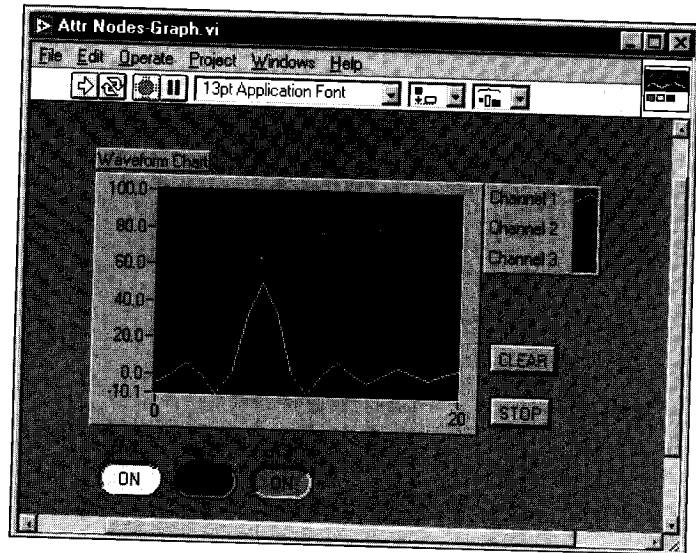 Attr Nodes-Graph.vi
File Edit Operate Project Windows Help
13pt Application Font
Waveform Chart
100.0
80.0
60.0
40.0
20.0
0.0
-10.1
0
20
Channel 1
Channel 2
Channel 3
CLEAR
STOP
ON
ON